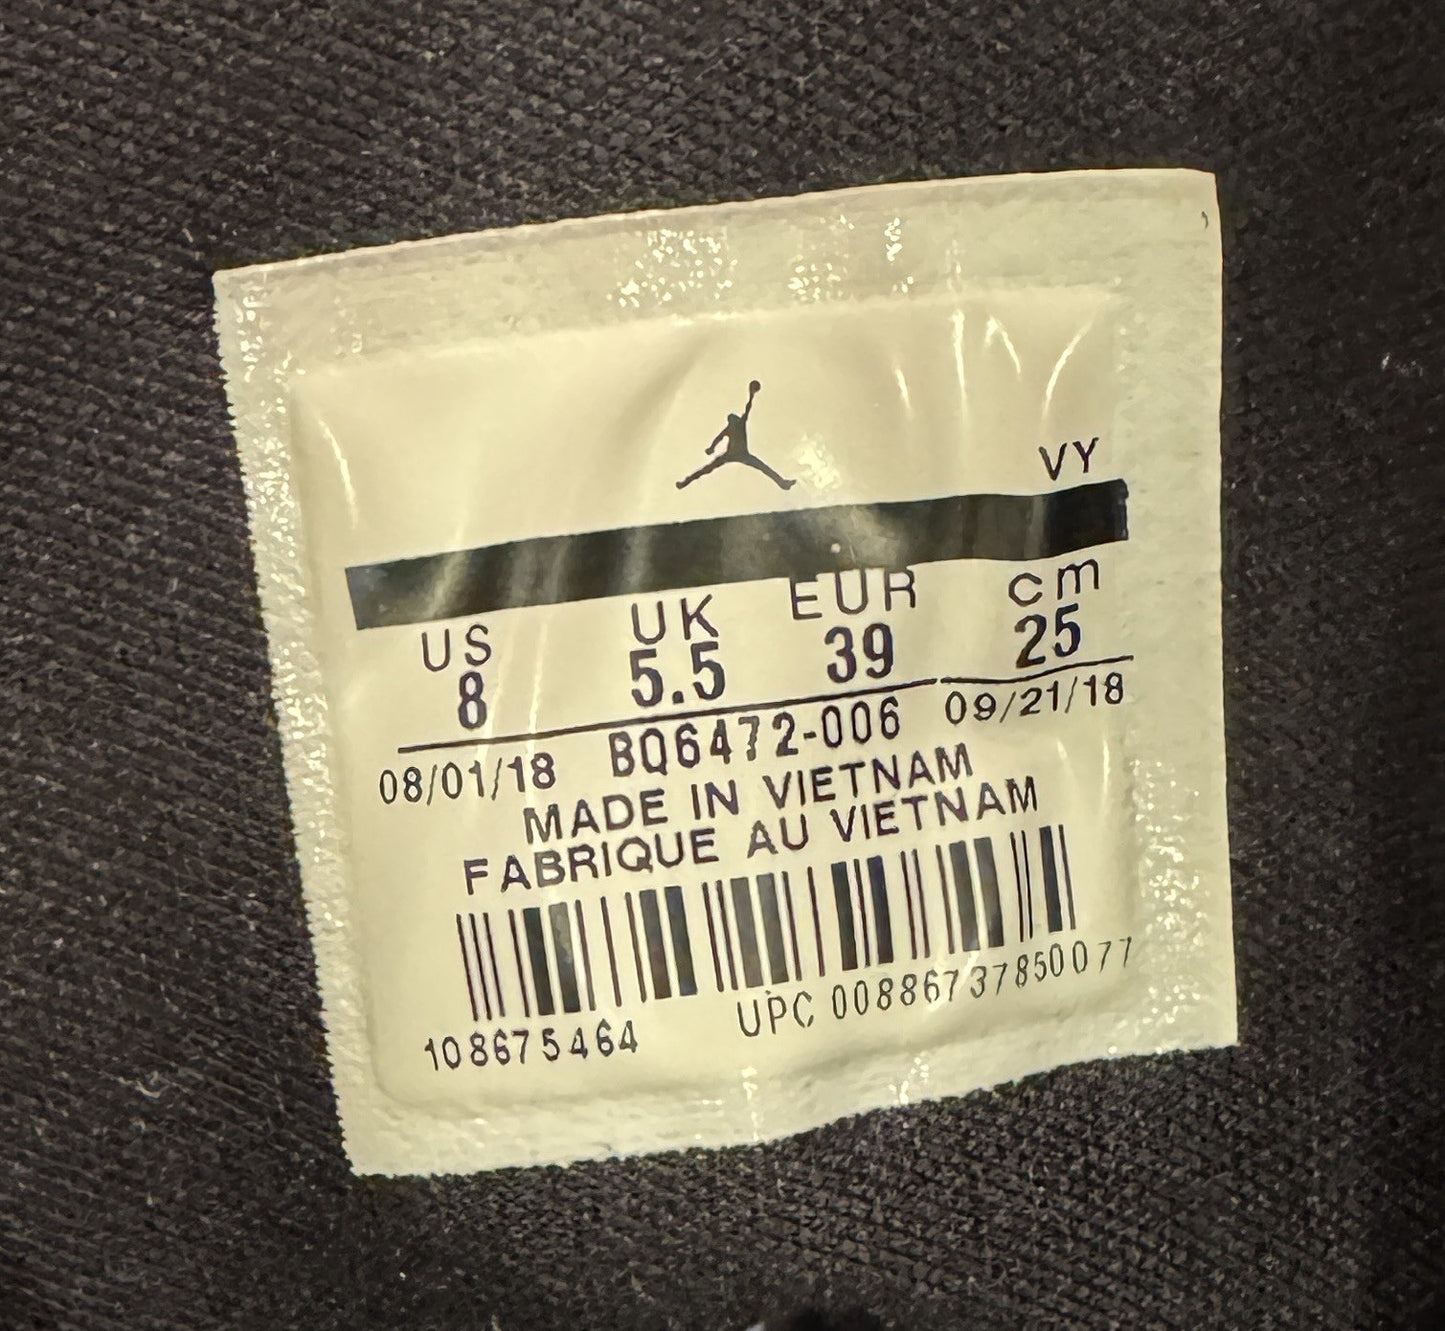 VY
US UK EUR cm
8 5.5 39 25
08/01/18 BQ6472-006 09/21/18
MADE IN VIETNAM
FABRIQUE AU VIETNAM
108675464 UPC 00886737850077